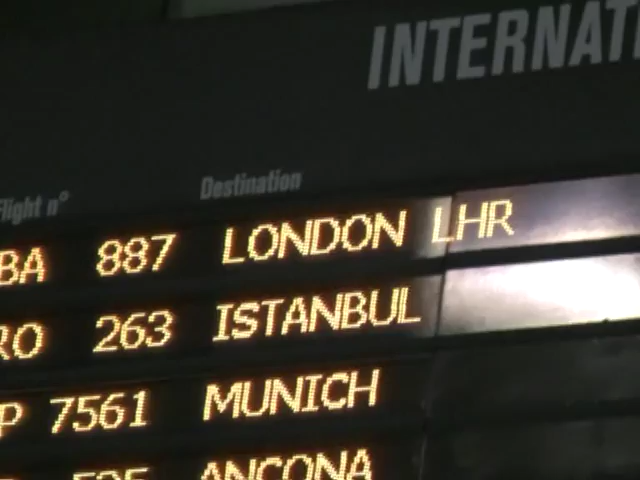 INTERNAT
Flight n° Destination
BA 887 LONDON LHR
RO 263 ISTANBUL
P 7561 MUNICH
ANCONA